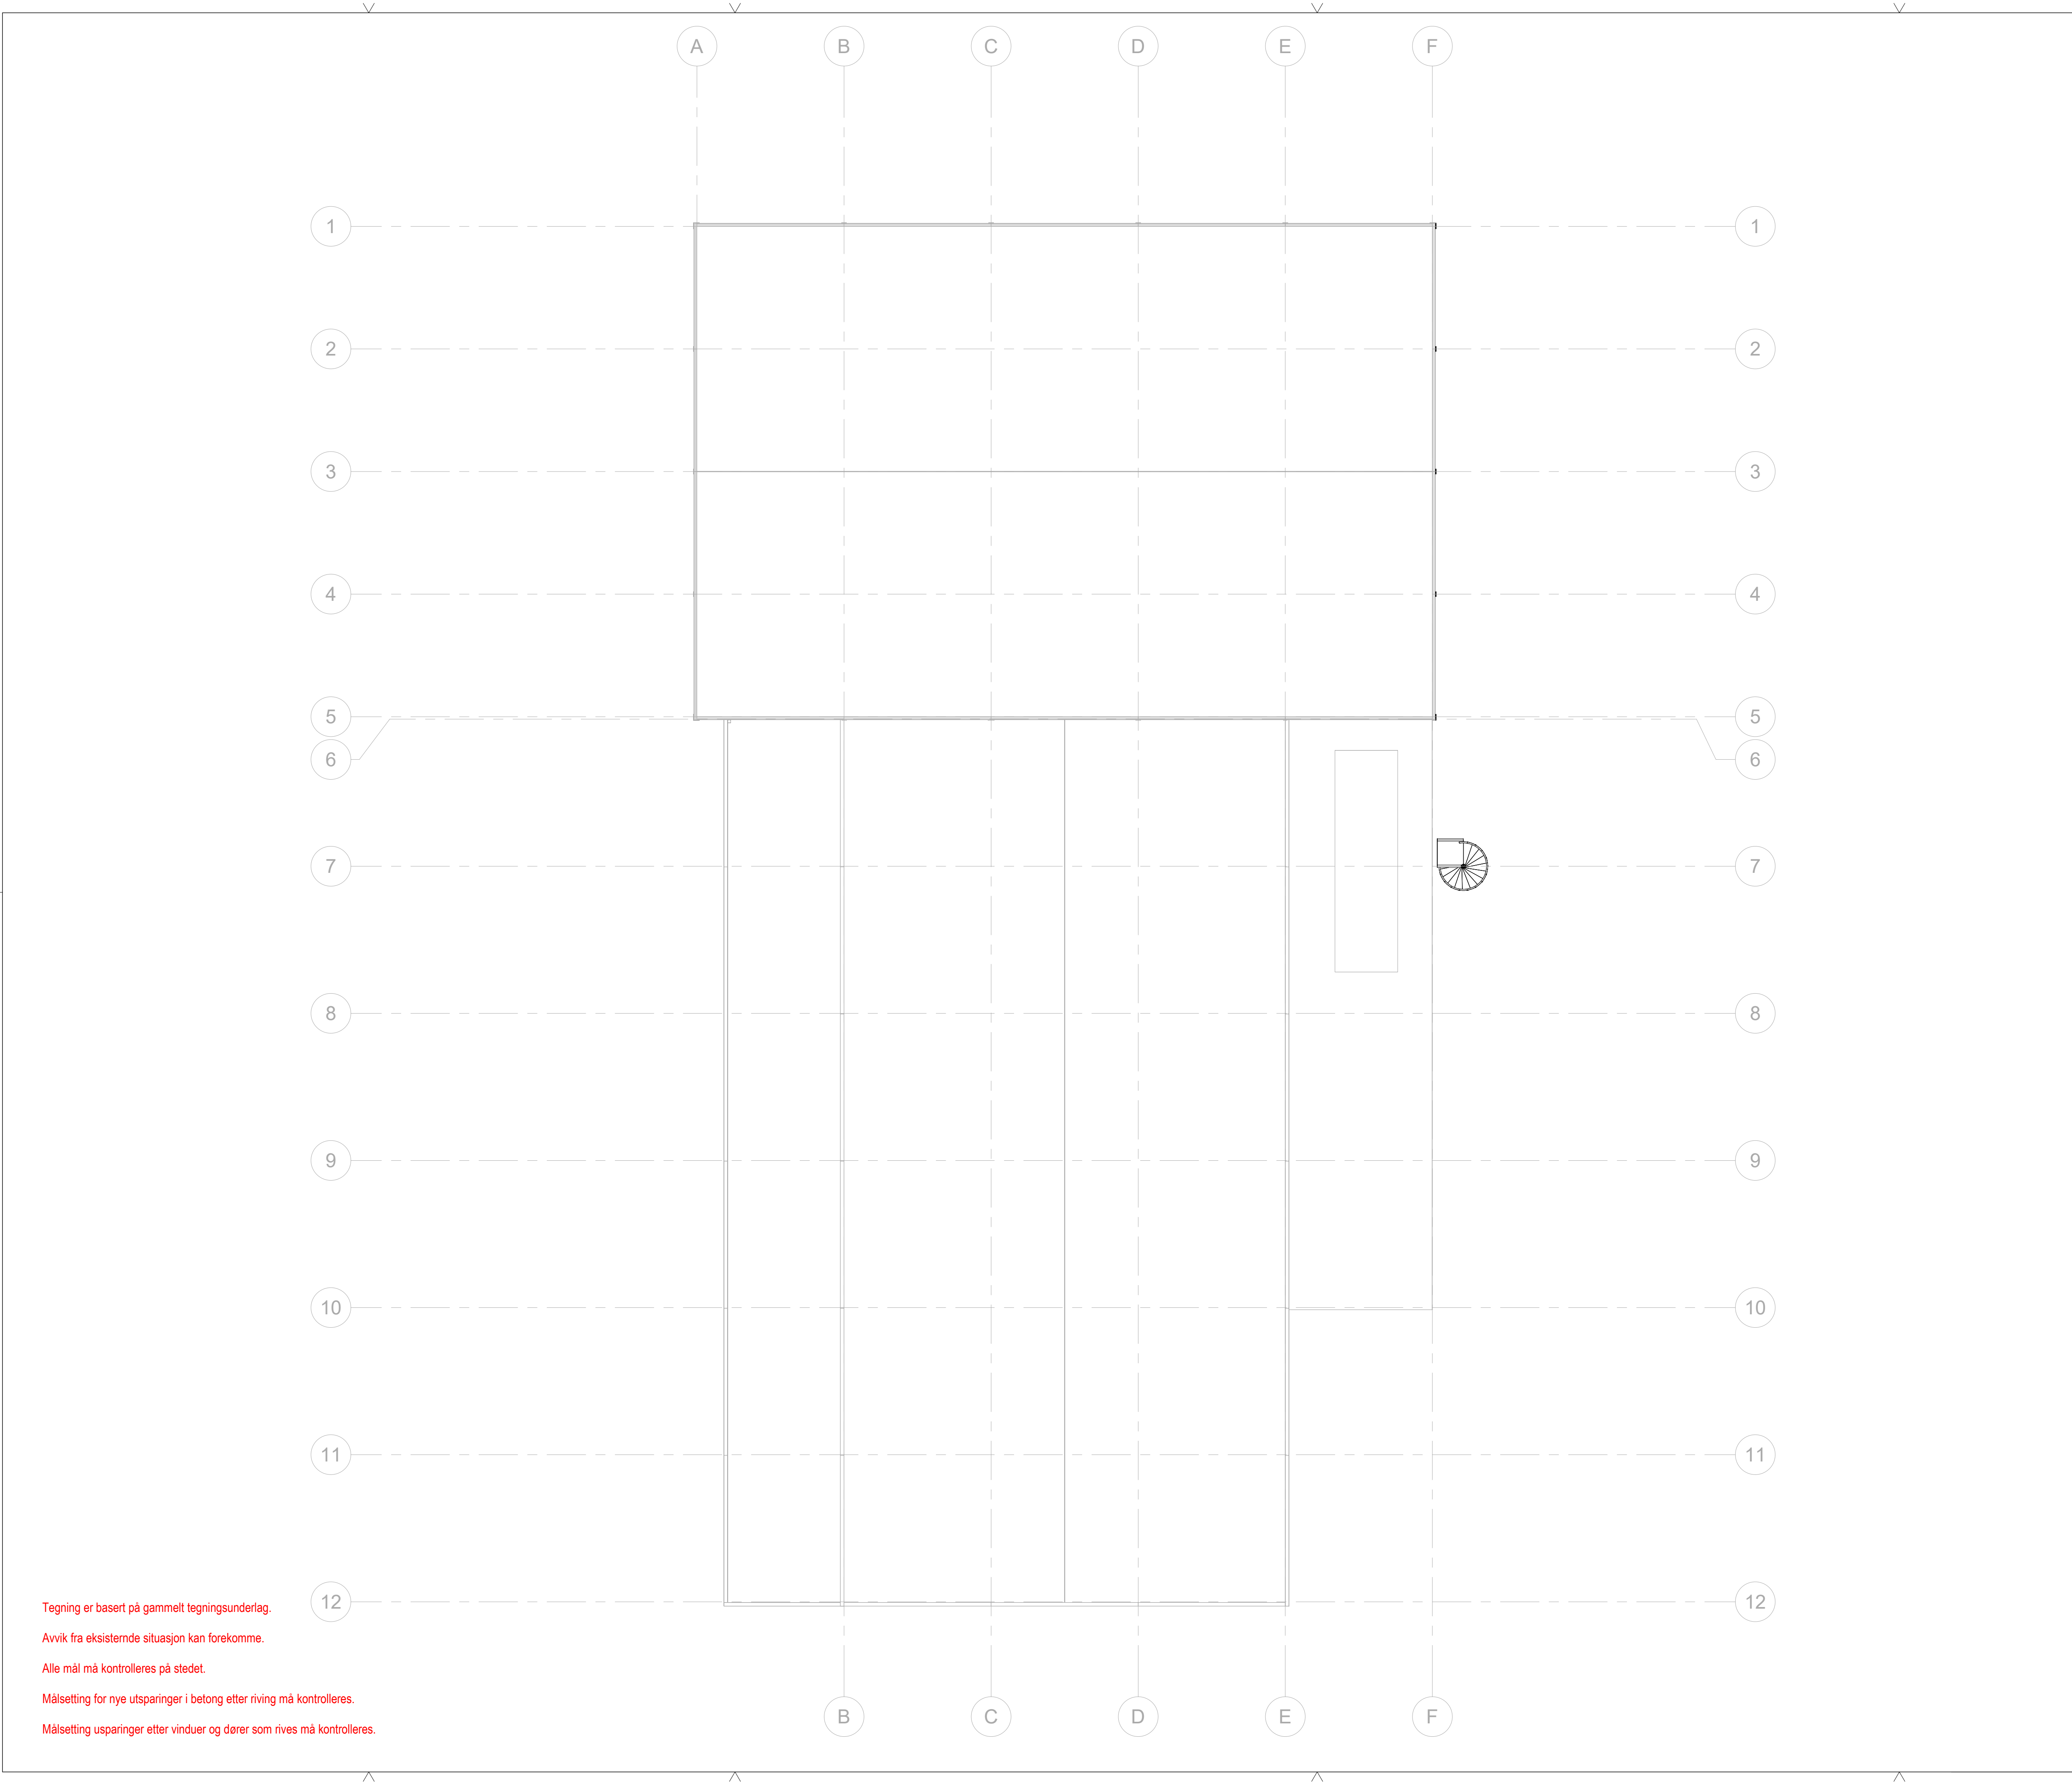 A B C D E F
1 1
2 2
3 3
4 4
5 5
6 6
7 7
8 8
9 9
10 10
11 11
12 12
Tegning er basert på gammelt tegningsunderlag.
Avvik fra eksisternde situasjon kan forekomme.
Alle mål må kontrolleres på stedet.
Målsetting for nye utsparinger i betong etter riving må kontrolleres.
Målsetting usparinger etter vinduer og dører som rives må kontrolleres.
B C D E F